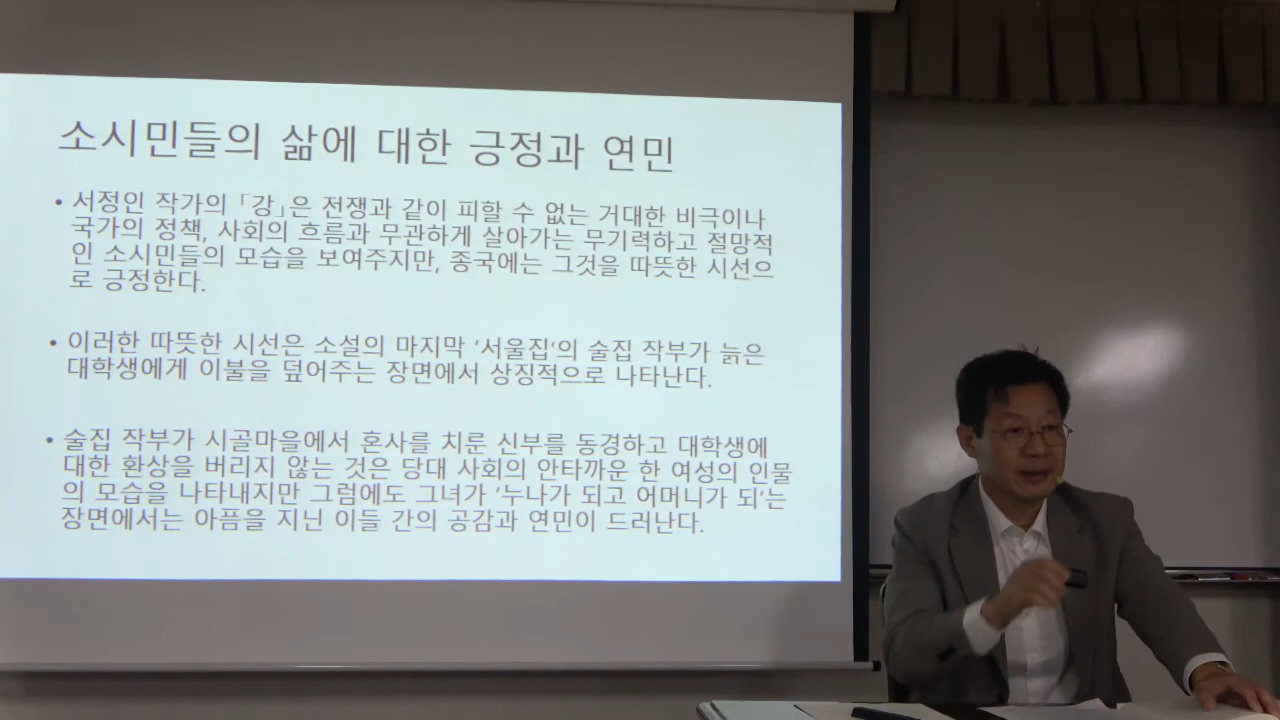 소시민들의 삶에 대한 긍정과 연민
• 서정인 작가의 「강」은 전쟁과 같이 피할 수 없는 거대한 비극이나
국가의 정책, 사회의 흐름과 무관하게 살아가는 무기력하고 절망적
인 소시민들의 모습을 보여주지만, 종국에는 그것을 따뜻한 시선으
로 긍정한다.
• 이러한 따뜻한 시선은 소설의 마지막 '서울집'의 술집 작부가 늙은
대학생에게 이불을 덮어주는 장면에서 상징적으로 나타난다.
• 술집 작부가 시골마을에서 혼사를 치룬 신부를 동경하고 대학생에
대한 환상을 버리지 않는 것은 당대 사회의 안타까운 한 여성의 인물
의 모습을 나타내지만 그럼에도 그녀가 '누나가 되고 어머니가 되'는
장면에서는 아픔을 지닌 이들 간의 공감과 연민이 드러난다.